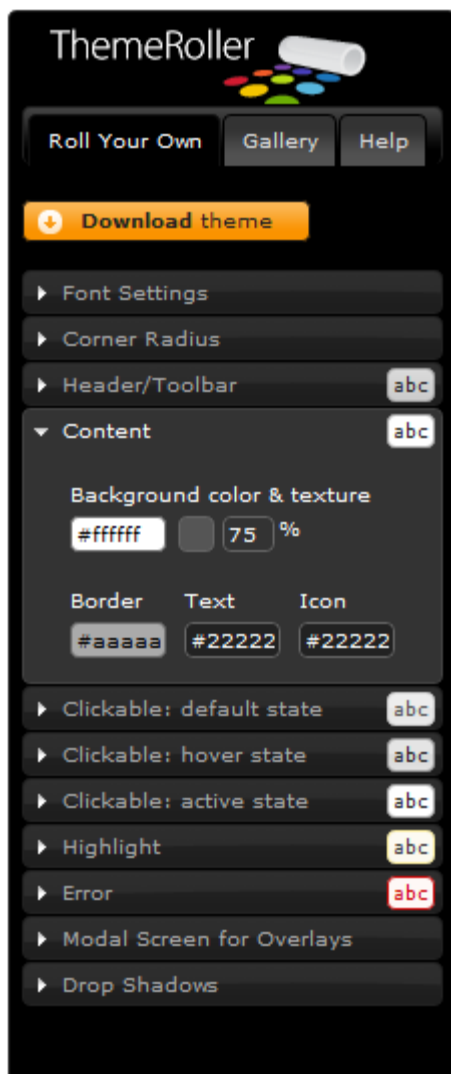 ThemeRoller
Roll Your Own Gallery Help
Download theme
Font Settings
Corner Radius
Header/Toolbar abc
Content abc
Background color & texture
#ffffff 75 %
Border Text Icon
#aaaaa #22222 #22222
Clickable: default state abc
Clickable: hover state abc
Clickable: active state abc
Highlight abc
Error abc
Modal Screen for Overlays
Drop Shadows